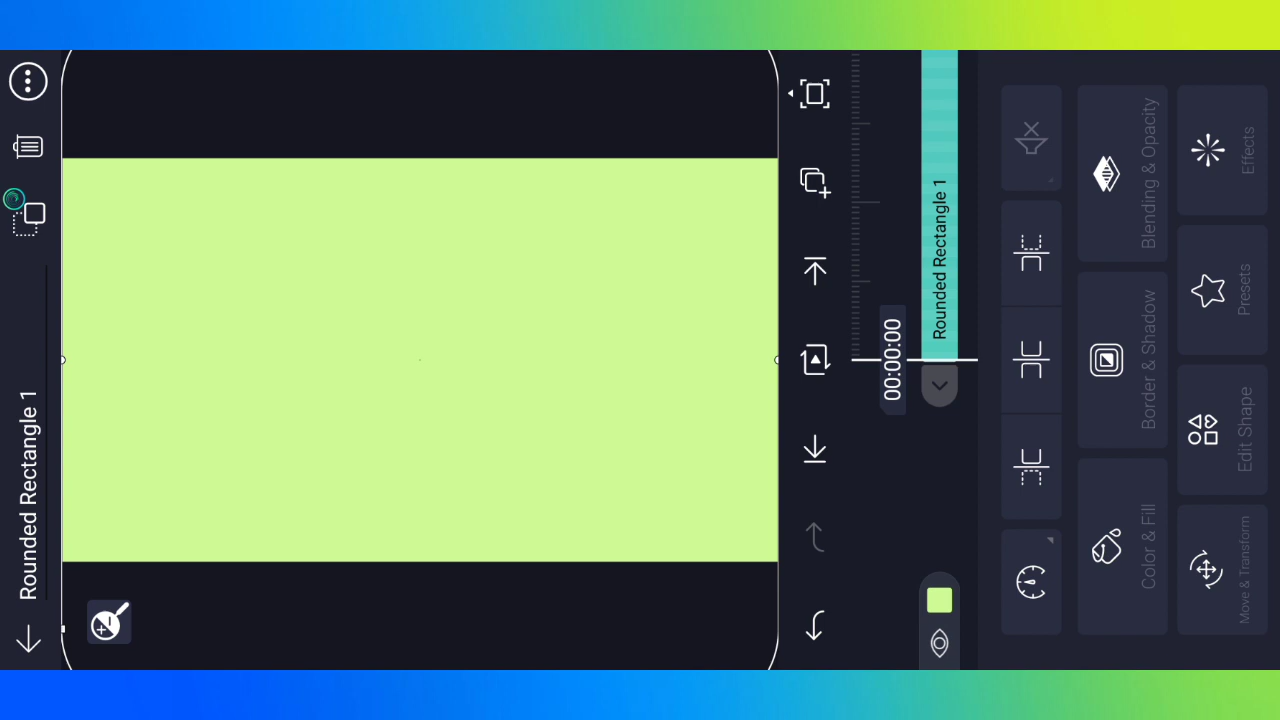 Rounded Rectangle 1
00:00:00
Rounded Rectangle 1
Color & Fill
Border & Shadow
Blending & Opacity
Move & Transform
Edit Shape
Presets
Effects